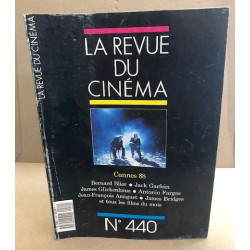 LA REVUE DU CINÉMA
LA REVUE
DU
CINÉMA
Cannes 88
Bernard Blier • Jack Garfein
James Glickenhaus • Antonio Fargas
Jean-François Amiguet • James Bridges
et tous les films du mois
N° 440